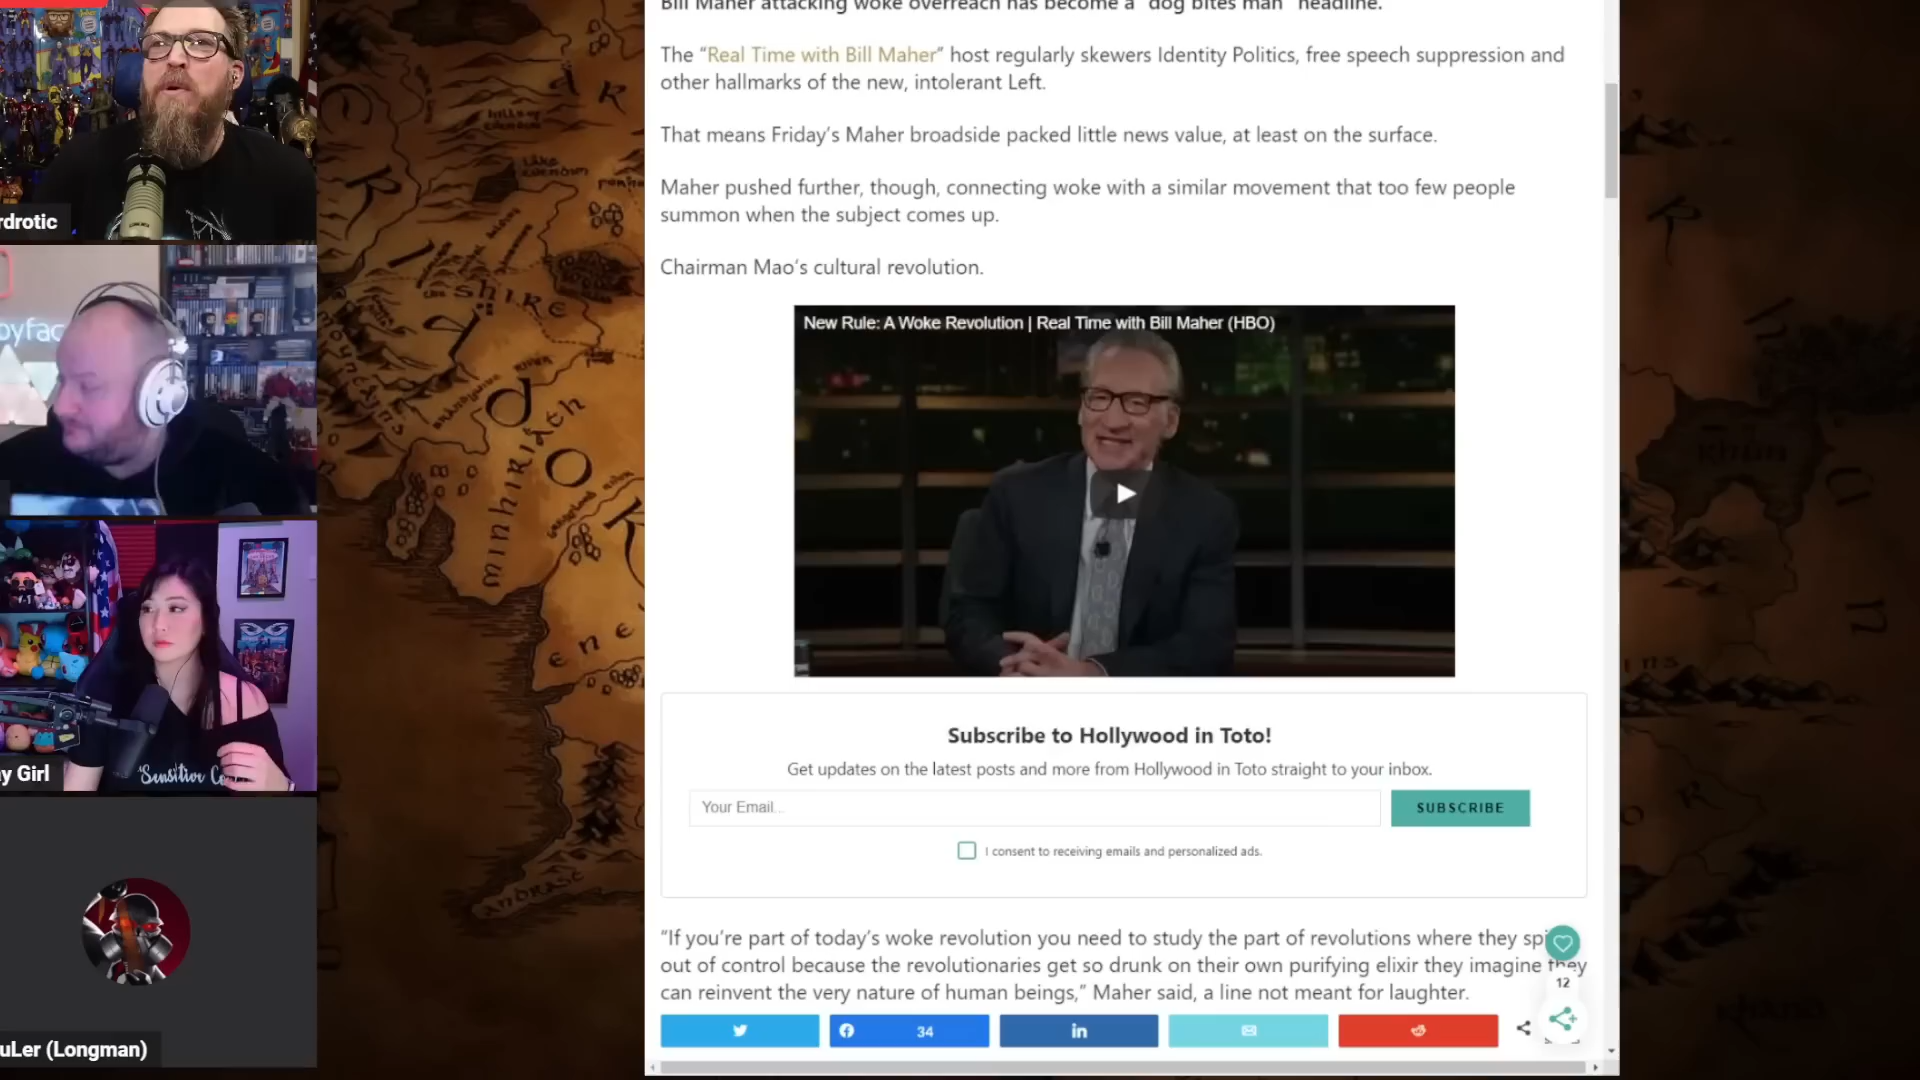 Bill Maher attacking woke overreach has become a "dog bites man" headline.
The “Real Time with Bill Maher” host regularly skewers Identity Politics, free speech suppression and
other hallmarks of the new, intolerant Left.
That means Friday’s Maher broadside packed little news value, at least on the surface.
Maher pushed further, though, connecting woke with a similar movement that too few people
summon when the subject comes up.
Chairman Mao’s cultural revolution.
New Rule: A Woke Revolution | Real Time with Bill Maher (HBO)
Subscribe to Hollywood in Toto!
Get updates on the latest posts and more from Hollywood in Toto straight to your inbox.
Your Email...
SUBSCRIBE
I consent to receiving emails and personalized ads.
“If you’re part of today’s woke revolution you need to study the part of revolutions where they
out of control because the revolutionaries get so drunk on their own purifying elixir they imagine they
can reinvent the very nature of human beings,” Maher said, a line not meant for laughter.
12
34
in
rdrotic
oyfac
y Girl
Sensitive
uLer (Longman)
SHIRE
MINHIRIATH
ANDRAST